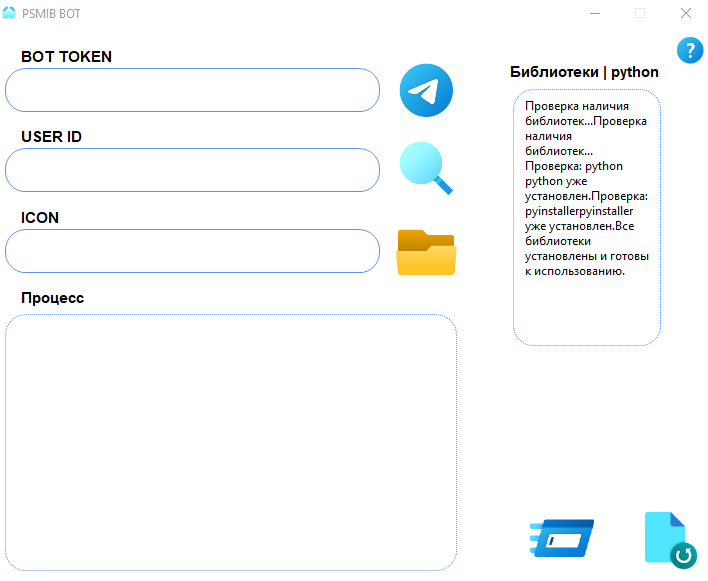 PSMIB BOT
BOT TOKEN
USER ID
ICON
Процесс
?
Библиотеки | python
Проверка наличия
библиотек...Проверка
наличия
библиотек...
Проверка: python
python уже
установлен.Проверка:
pyinstallerpyinstaller
уже установлен.Все
библиотеки
установлены и готовы
к использованию.